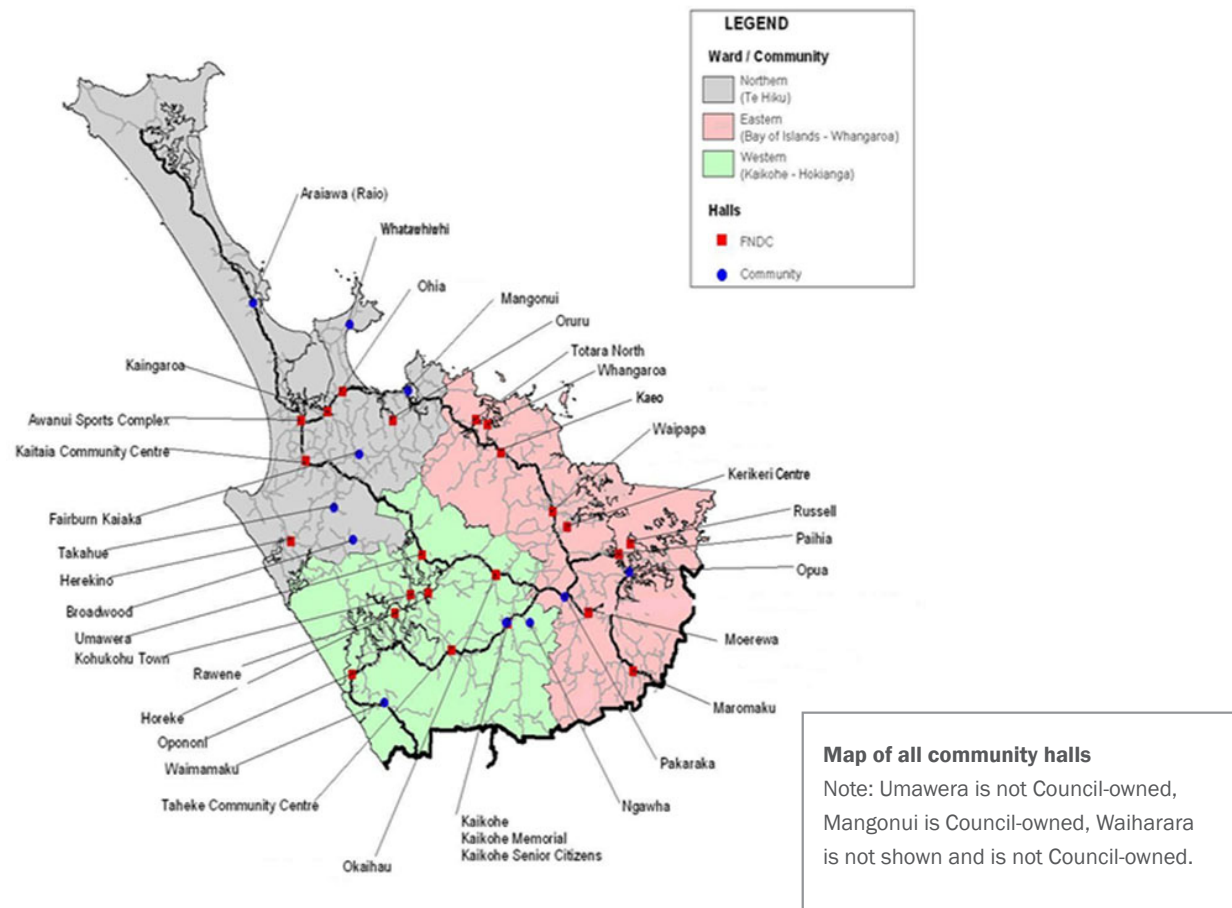 LEGEND
Ward / Community
Northern
(Te Hiku)
Eastern
(Bay of Islands - Whangaroa)
Western
(Kaikohe - Hokianga)
Halls
FNDC
Community
Araiawa (Raio)
Ohia
Mangonui
Oruru
Totara North
Whangaroa
Kaeo
Waipapa
Kerikeri Centre
Russell
Paihia
Opua
Moerewa
Maromaku
Pakaraka
Ngawha
Kaikohe
Kaikohe Memorial
Kaikohe Senior Citizens
Okaihau
Taheke Community Centre
Waimamaku
Opononi
Horeke
Rawene
Kohukohu Town
Umawera
Broadwood
Herekino
Takahue
Fairburn Kaiaka
Kaitaia Community Centre
Awanui Sports Complex
Kaingaroa
Map of all community halls
Note: Umawera is not Council-owned,
Mangonui is Council-owned, Waiharara
is not shown and is not Council-owned.